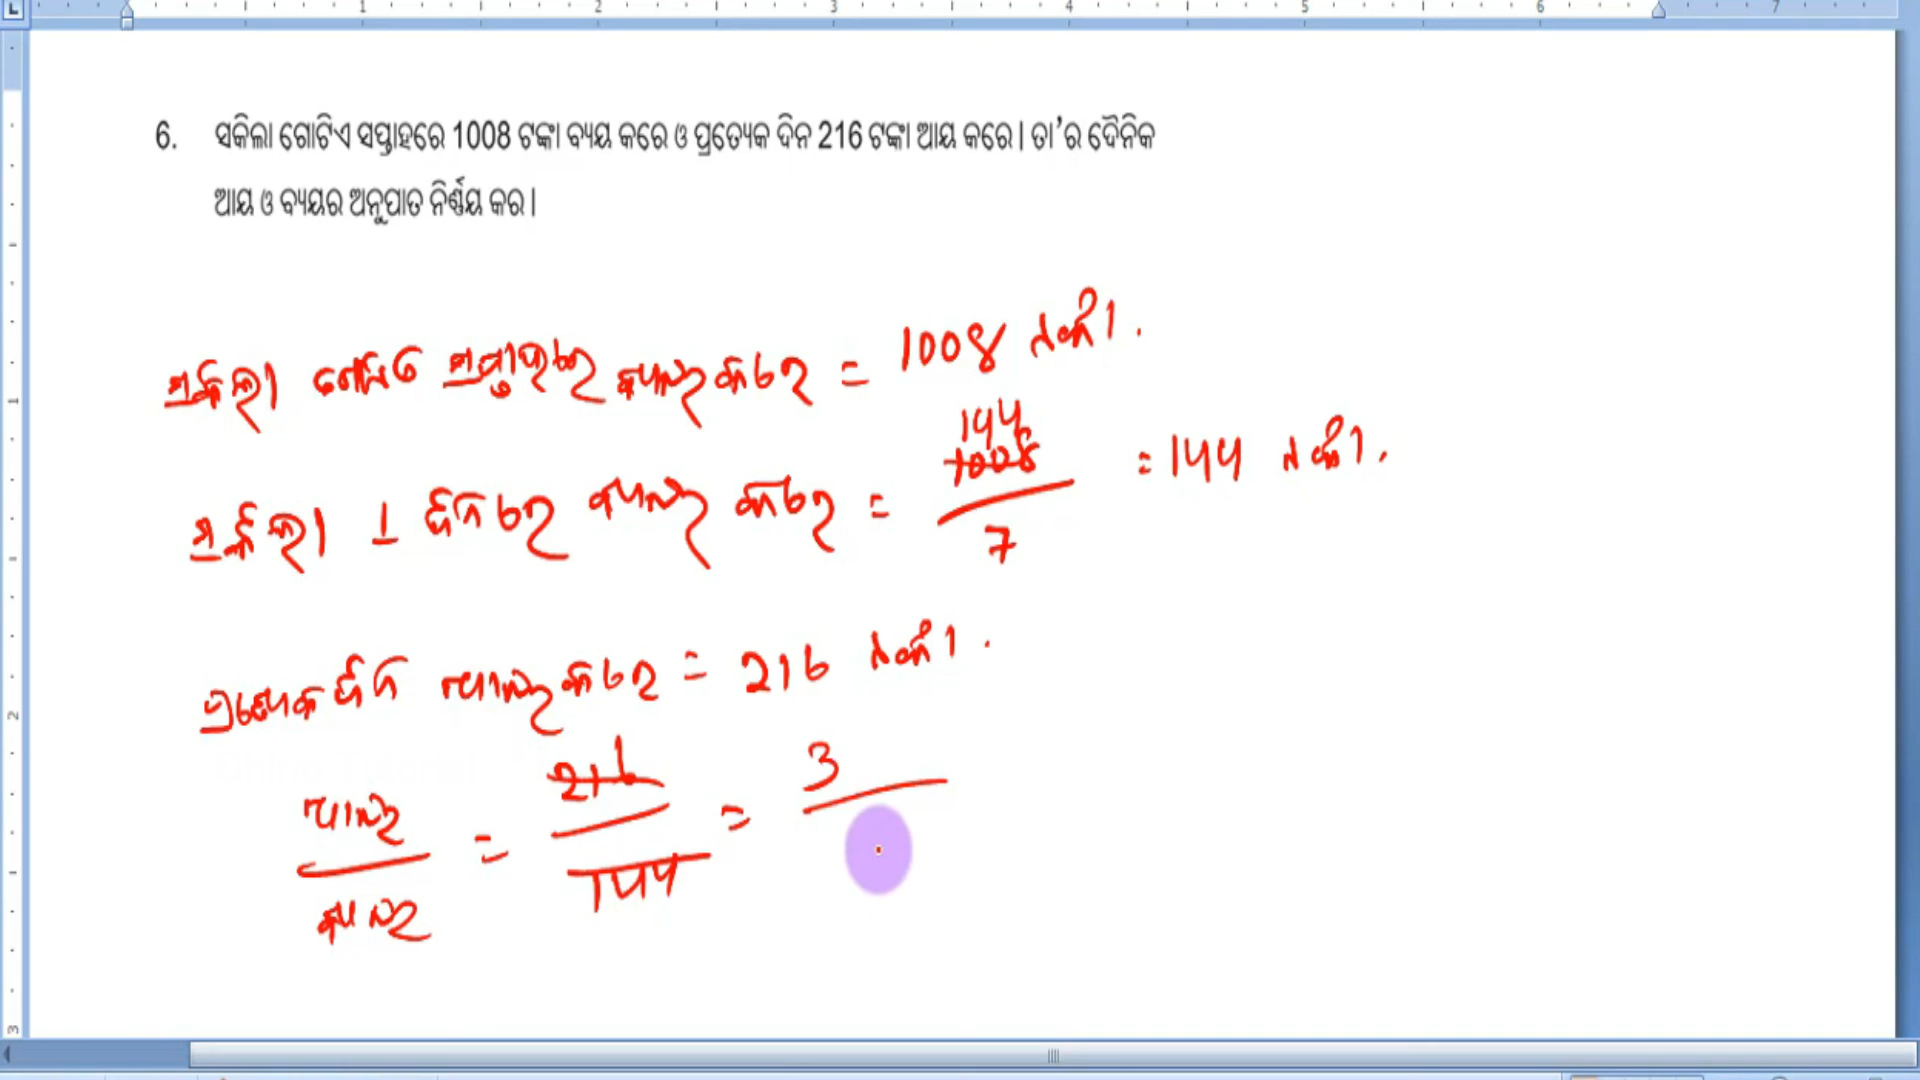 6. ସକିଲା ଗୋଟିଏ ସପ୍ତାହରେ 1008 ଟଙ୍କା ବ୍ୟୟ କରେ ଓ ପ୍ରତ୍ୟେକ ଦିନ 216 ଟଙ୍କା ଆୟ କରେ । ତା'ର ଦୈନିକ
ଆୟ ଓ ବ୍ୟୟର ଅନୁପାତ ନିର୍ଣ୍ଣୟ କର ।
ସକିଲା ଗୋଟିଏ ସପ୍ତାହରେ ବ୍ୟୟ କରେ = 1008 ଟଙ୍କା.
ସକିଲା 1 ଦିନରେ ବ୍ୟୟ କରେ = 1008/7 144 = 144 ଟଙ୍କା.
ପ୍ରତ୍ୟେକ ଦିନ ଆୟ କରେ = 216 ଟଙ୍କା.
ଆୟ/ବ୍ୟୟ = 216/144 = 3